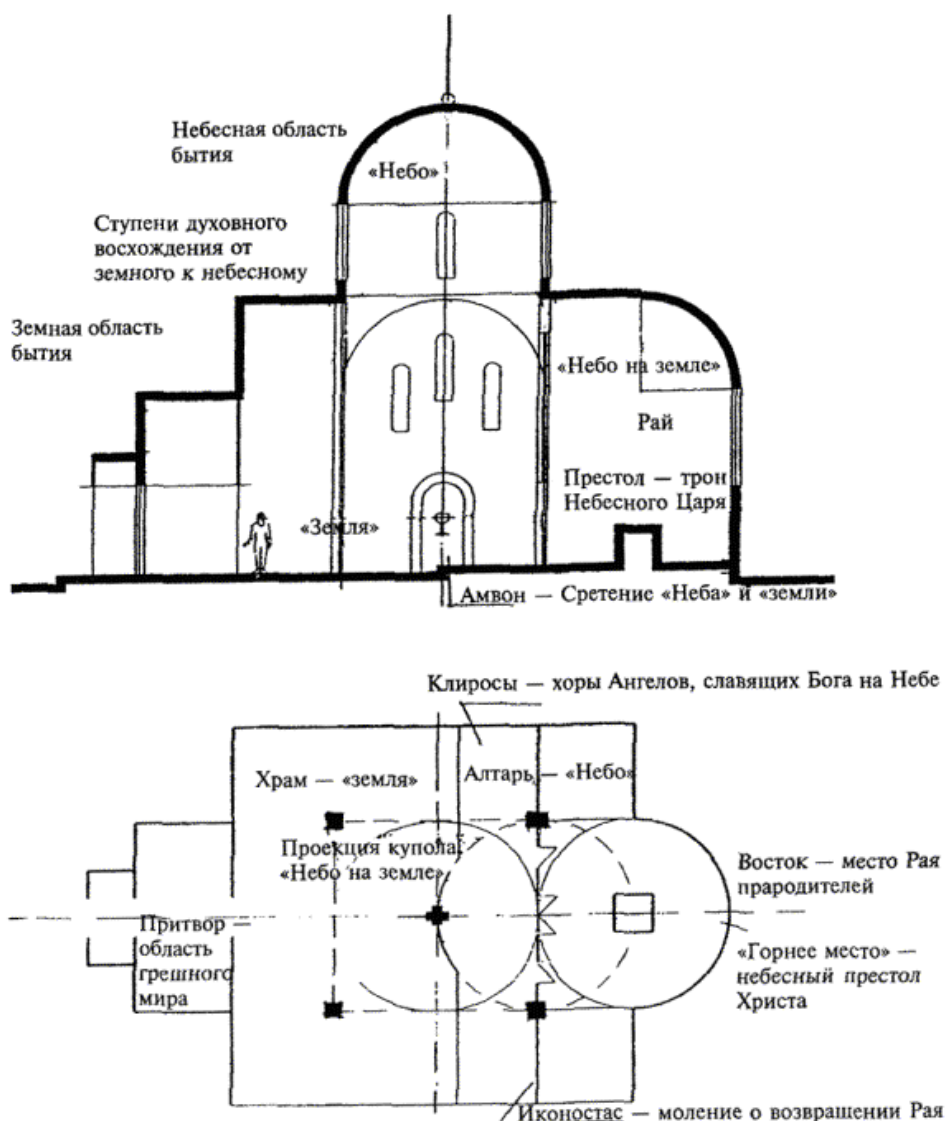 Небесная область
бытия
«Небо»
Ступени духовного
восхождения от
земного к небесному
Земная область
бытия
«Небо на земле»
Рай
Престол — трон
Небесного Царя
«Земля»
Амвон — Сретение «Неба» и «земли»
Клиросы — хоры Ангелов, славящих Бога на Небе
Храм — «земля»
Алтарь — «Небо»
Проекция купола
«Небо на земле»
Восток — место Рая
прародителей
Притвор —
область
грешного
мира
«Горнее место» —
небесный престол
Христа
Иконостас — моление о возвращении Рая